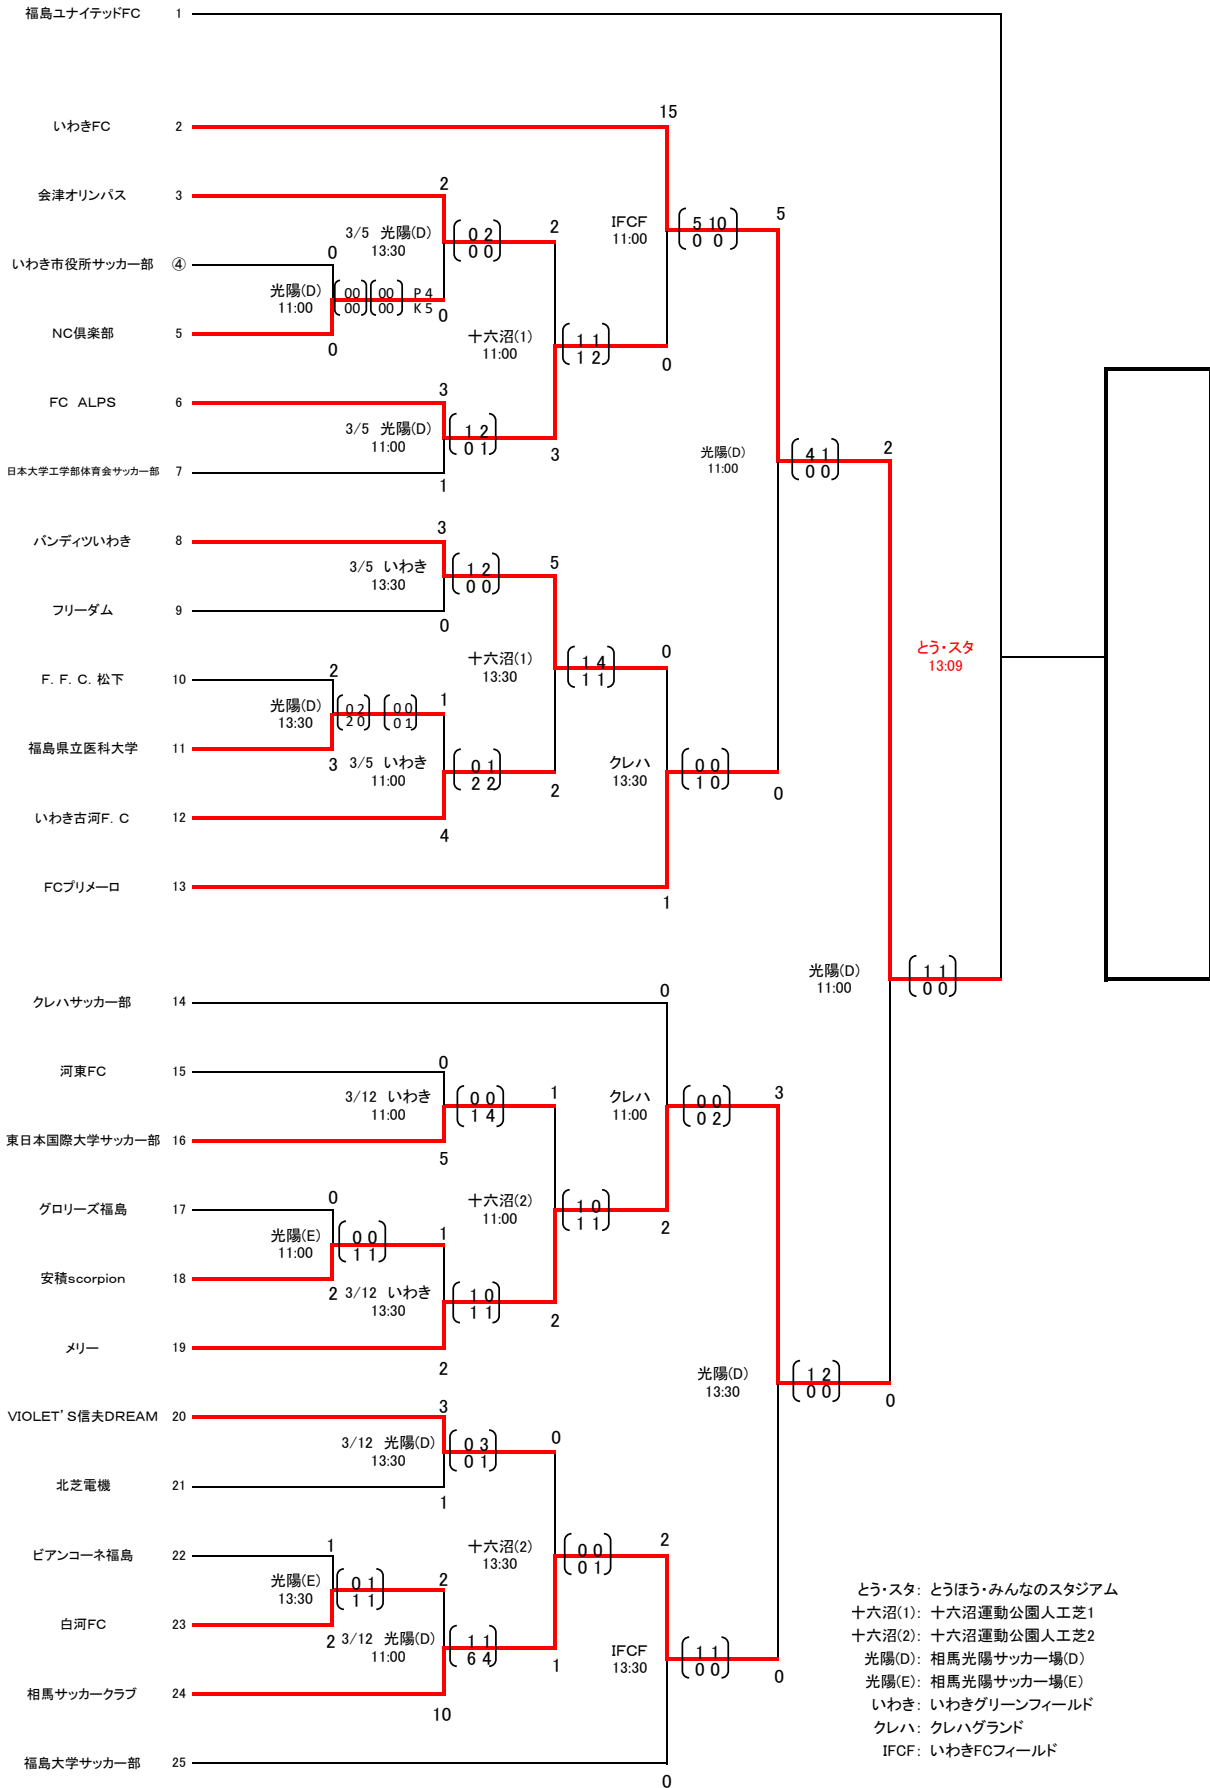 福島ユナイテッドFC 1
15
いわきFC 2
会津オリンパス 3
2
3/5 光陽(D)
13:30
0 2
0 0
2
IFCF
11:00
5 10
0 0
5
いわき市役所サッカー部 ④
0
光陽(D)
11:00
00
00
00
00
P 4
K 5
0
NC倶楽部 5
0
十六沼(1)
11:00
1 1
1 2
0
FC ALPS 6
3
3/5 光陽(D)
11:00
1 2
0 1
3
日本大学工学部体育会サッカー部 7
1
光陽(D)
11:00
4 1
0 0
2
バンディツいわき 8
3
3/5 いわき
13:30
1 2
0 0
5
フリーダム 9
0
十六沼(1)
13:30
1 4
1 1
0
とう・スタ
13:09
F. F. C. 松下 10
2
光陽(D)
13:30
0 2
2 0
0 0
0 1
1
福島県立医科大学 11
3
3/5 いわき
11:00
0 1
2 2
2
クレハ
13:30
0 0
1 0
0
いわき古河F. C 12
4
FCプリメーロ 13
1
光陽(D)
11:00
1 1
0 0
クレハサッカー部 14
0
河東FC 15
0
3/12 いわき
11:00
0 0
1 4
1
クレハ
11:00
0 0
0 2
3
東日本国際大学サッカー部 16
5
グロリーズ福島 17
0
光陽(E)
11:00
0 0
1 1
1
十六沼(2)
11:00
1 0
1 1
2
安積scorpion 18
2
3/12 いわき
13:30
1 0
1 1
2
メリー 19
2
光陽(D)
13:30
1 2
0 0
0
VIOLET'S信夫DREAM 20
3
3/12 光陽(D)
13:30
0 3
0 1
0
北芝電機 21
1
十六沼(2)
13:30
0 0
0 1
2
ビアンコーネ福島 22
1
光陽(E)
13:30
0 1
1 1
2
白河FC 23
2
3/12 光陽(D)
11:00
1 1
6 4
1
IFCF
13:30
1 1
0 0
0
相馬サッカークラブ 24
10
福島大学サッカー部 25
0
とう・スタ: とうほう・みんなのスタジアム
十六沼(1): 十六沼運動公園人工芝1
十六沼(2): 十六沼運動公園人工芝2
光陽(D): 相馬光陽サッカー場(D)
光陽(E): 相馬光陽サッカー場(E)
いわき: いわきグリーンフィールド
クレハ: クレハグランド
IFCF: いわきFCフィールド